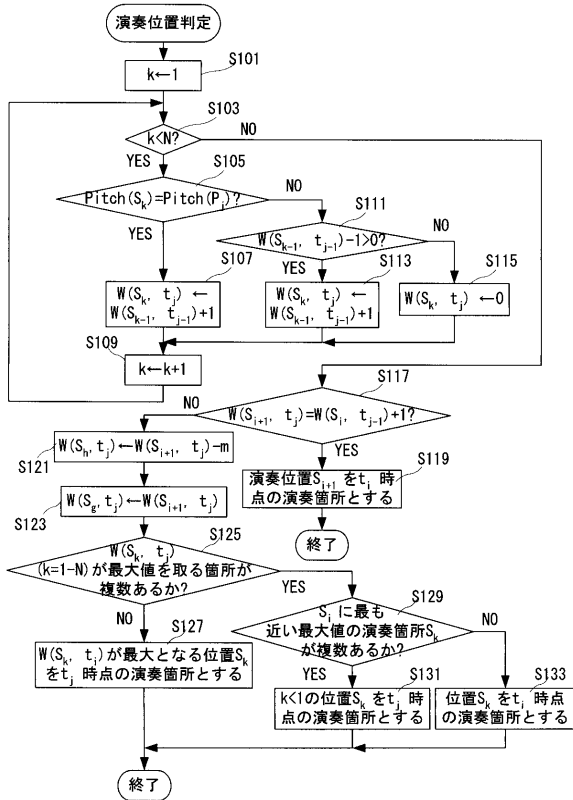 演奏位置判定
S101
k←1
S103
k<N?
NO
YES
S105
Pitch(Sk)=Pitch(Pj)?
NO
YES
S111
W(Sk-1, tj-1)-1>0?
NO
YES
S107
W(Sk, tj) ←
W(Sk-1, tj-1)+1
S113
W(Sk, tj) ←
W(Sk-1, tj-1)+1
S115
W(Sk, tj) ←0
S109
k←k+1
S117
W(Si+1, tj)=W(Si, tj-1)+1?
NO
YES
S121
W(Sh,tj)←W(Si+1, tj)-m
S119
演奏位置Si+1 をti 時
点の演奏箇所とする
S123
W(Sg,tj)←W(Si+1, tj)
終了
S125
W(Sk, tj)
(k=1-N)が最大値を取る箇所が
複数あるか?
YES
NO
S129
Si に最も
近い最大値の演奏箇所Sk
が複数あるか?
NO
YES
S127
W(Sk, ti)が最大となる位置Sk
をtj 時点の演奏箇所とする
S131
k<1の位置Sk をtj 時
点の演奏箇所とする
S133
位置Sk をti 時点
の演奏箇所とする
終了